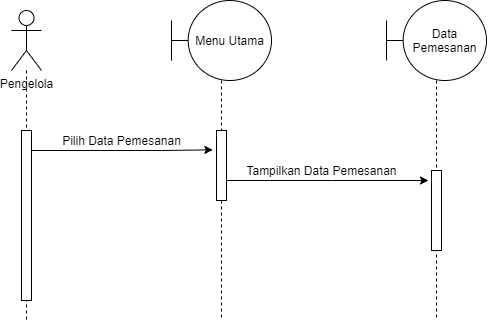 Pengelola
Menu Utama
Data
Pemesanan
Pilih Data Pemesanan
Tampilkan Data Pemesanan